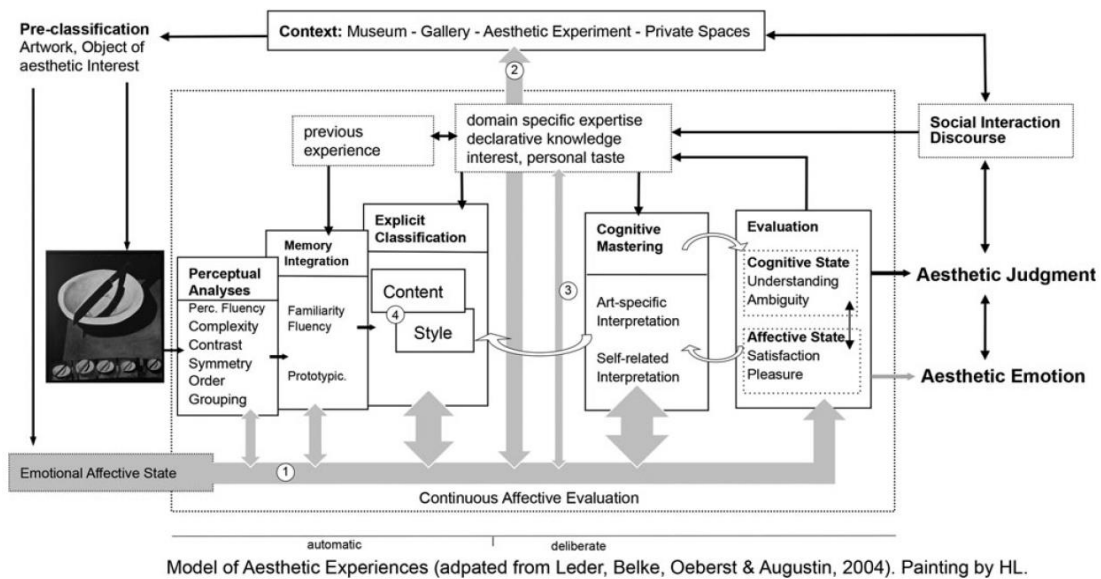 Pre-classification
Artwork, Object of
aesthetic Interest
Context: Museum - Gallery - Aesthetic Experiment - Private Spaces
2
previous
experience
domain specific expertise
declarative knowledge
interest, personal taste
Social Interaction
Discourse
Perceptual
Analyses
Perc. Fluency
Complexity
Contrast
Symmetry
Order
Grouping
Memory
Integration
Familiarity
Fluency
Prototypic.
Explicit
Classification
Content
4
Style
3
Cognitive
Mastering
Art-specific
Interpretation
Self-related
Interpretation
Evaluation
Cognitive State
Understanding
Ambiguity
Affective State
Satisfaction
Pleasure
Aesthetic Judgment
Aesthetic Emotion
Emotional Affective State
1
Continuous Affective Evaluation
automatic
deliberate
Model of Aesthetic Experiences (adpated from Leder, Belke, Oeberst & Augustin, 2004). Painting by HL.